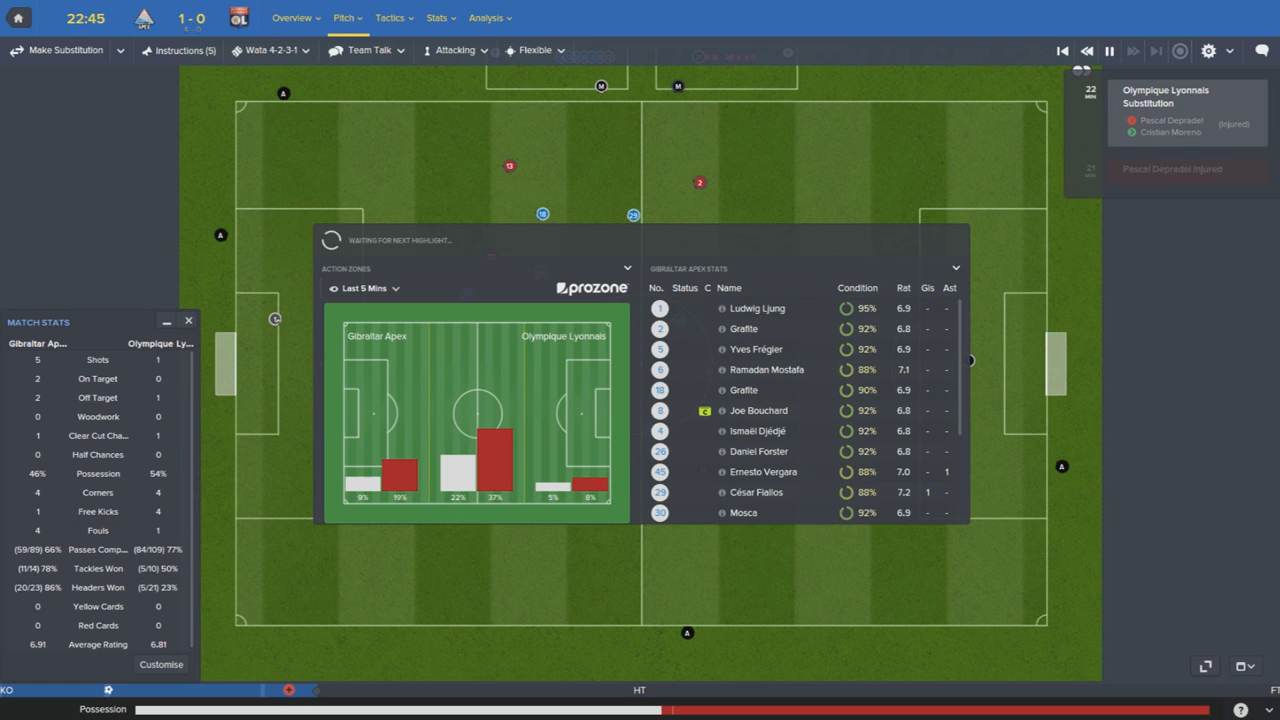 22:45 APEX 1 - 0 OL Overview Pitch Tactics Stats Analysis
4 - 0
Make Substitution Instructions (5) Wata 4-2-3-1 Team Talk Attacking Flexible
A M M
22 MIN
Olympique Lyonnais
Substitution
Pascal Depradel
Cristian Moreno
(Injured)
21 MIN
Pascal Depradel Injured
13
2
18 29
A
WAITING FOR NEXT HIGHLIGHT...
ACTION ZONES
Last 5 Mins prozone
Gibraltar Apex Olympique Lyonnais
9% 19% 22% 37% 5% 8%
GIBRALTAR APEX STATS
No. Status C Name Condition Rat Gls Ast
1 Ludwig Ljung 95% 6.9 - -
2 Grafite 92% 6.8 - -
5 Yves Frégier 92% 6.9 - -
6 Ramadan Mostafa 88% 7.1 - -
18 Grafite 90% 6.9 - -
8 C Joe Bouchard 92% 6.8 - -
4 Ismaël Djédjé 92% 6.8 - -
26 Daniel Forster 92% 6.8 - -
45 Ernesto Vergara 88% 7.0 - 1
29 César Fiallos 88% 7.2 1 -
30 Mosca 92% 6.9 - -
MATCH STATS
Gibraltar Ap... Olympique Ly...
5 Shots 1
2 On Target 0
2 Off Target 1
0 Woodwork 0
1 Clear Cut Cha... 1
0 Half Chances 0
46% Possession 54%
4 Corners 4
1 Free Kicks 4
4 Fouls 1
(59/89) 66% Passes Comp... (84/109) 77%
(11/14) 78% Tackles Won (5/10) 50%
(20/23) 86% Headers Won (5/21) 23%
0 Yellow Cards 0
0 Red Cards 0
6.91 Average Rating 6.81
Customise
A
A
KO HT FT
Possession